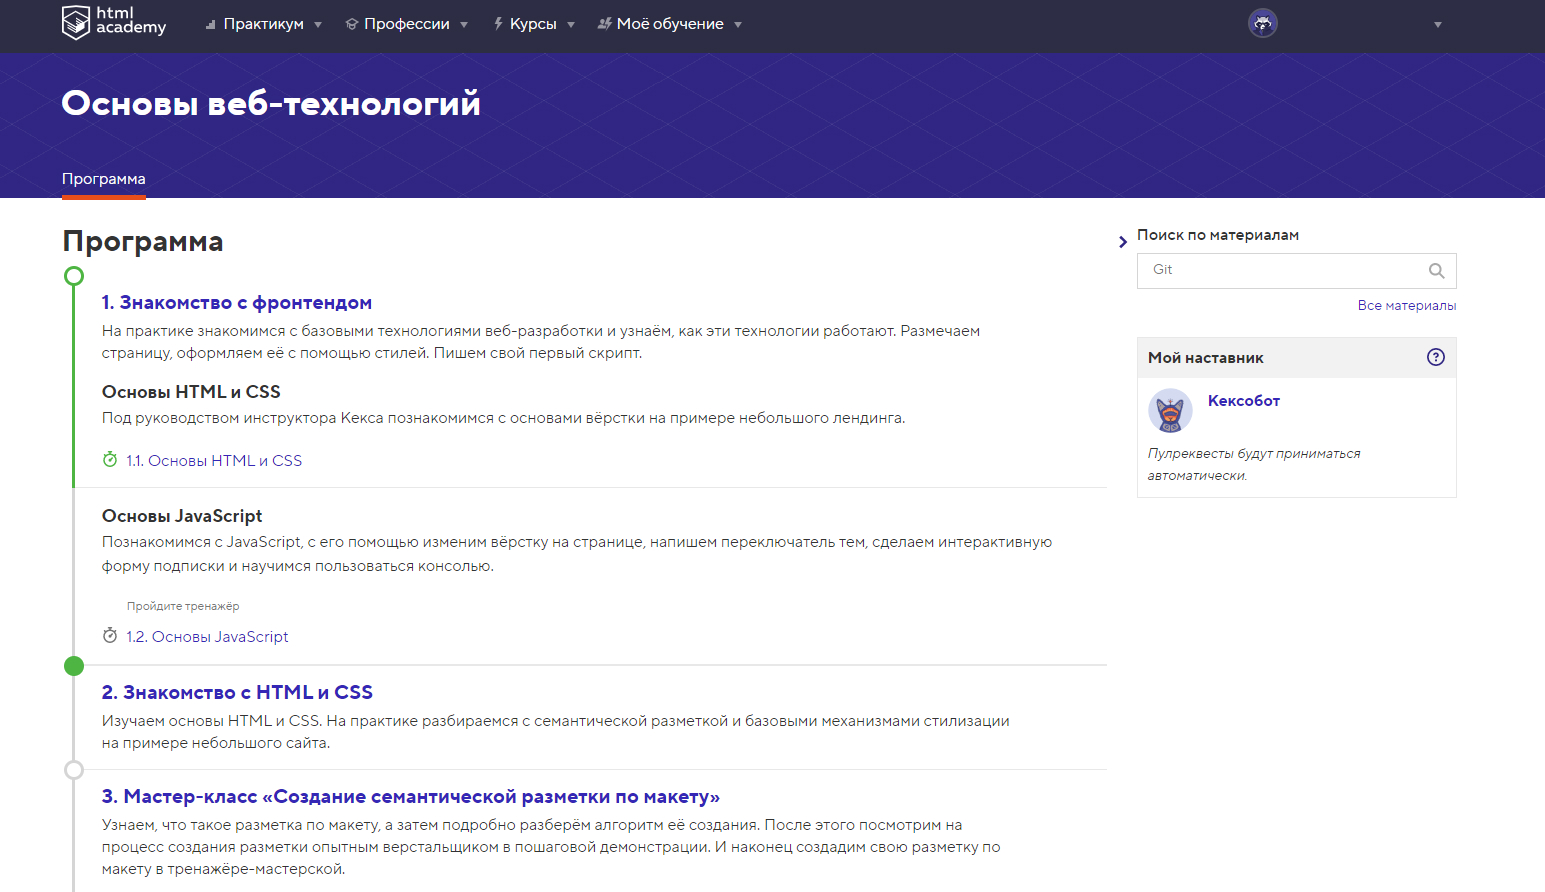 html
academy
Практикум
Профессии
Курсы
Моё обучение
Основы веб-технологий
Программа
Программа
1. Знакомство с фронтендом
На практике знакомимся с базовыми технологиями веб-разработки и узнаём, как эти технологии работают. Размечаем
страницу, оформляем её с помощью стилей. Пишем свой первый скрипт.
Основы HTML и CSS
Под руководством инструктора Кекса познакомимся с основами вёрстки на примере небольшого лендинга.
1.1. Основы HTML и CSS
Основы JavaScript
Познакомимся с JavaScript, с его помощью изменим вёрстку на странице, напишем переключатель тем, сделаем интерактивную
форму подписки и научимся пользоваться консолью.
Пройдите тренажёр
1.2. Основы JavaScript
2. Знакомство с HTML и CSS
Изучаем основы HTML и CSS. На практике разбираемся с семантической разметкой и базовыми механизмами стилизации
на примере небольшого сайта.
3. Мастер-класс «Создание семантической разметки по макету»
Узнаем, что такое разметка по макету, а затем подробно разберём алгоритм её создания. После этого посмотрим на
процесс создания разметки опытным верстальщиком в пошаговой демонстрации. И наконец создадим свою разметку по
макету в тренажёре-мастерской.
Поиск по материалам
Git
Все материалы
Мой наставник
?
Кексобот
Пулреквесты будут приниматься
автоматически.